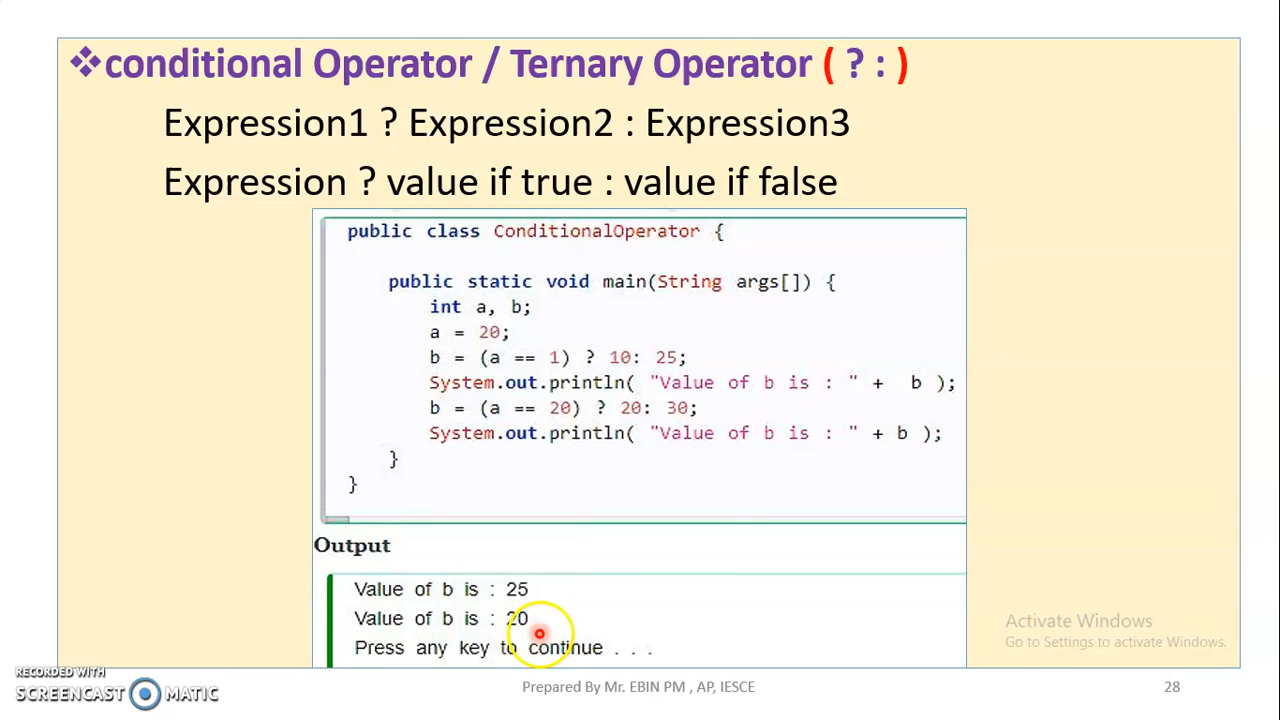 ❖conditional Operator / Ternary Operator ( ? : )
Expression1 ? Expression2 : Expression3
Expression ? value if true : value if false
public class ConditionalOperator {
public static void main(String args[]) {
int a, b;
a = 20;
b = (a == 1) ? 10: 25;
System.out.println( "Value of b is : " + b );
b = (a == 20) ? 20: 30;
System.out.println( "Value of b is : " + b );
}
}
Output
Value of b is : 25
Value of b is : 20
Press any key to continue . . .
Activate Windows
Go to Settings to activate Windows.
RECORDED WITH
SCREENCAST MATIC
Prepared By Mr. EBIN PM , AP, IESCE
28